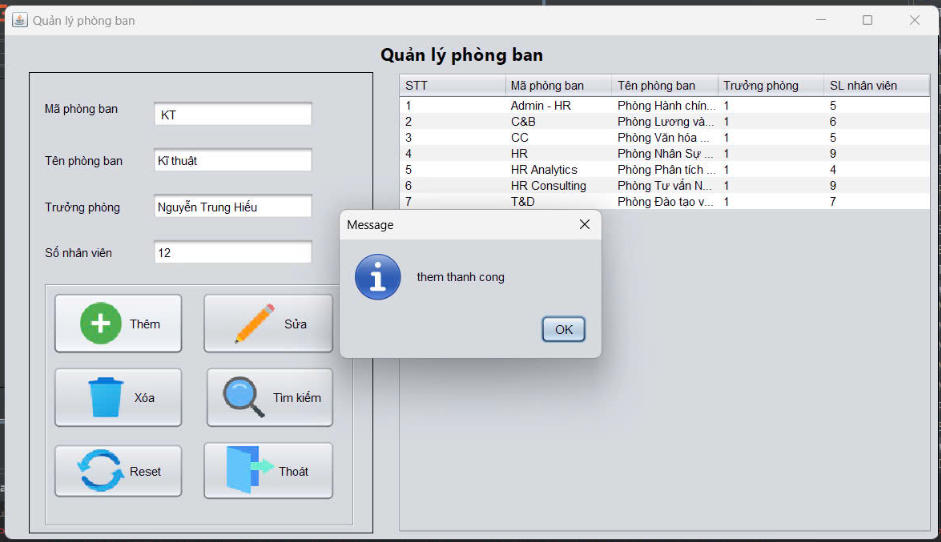 Quản lý phòng ban
Quản lý phòng ban
Mã phòng ban KT
Tên phòng ban Kĩ thuât
Trưởng phòng Nguyễn Trung Hiếu
Số nhân viên 12
Thêm Sửa
Xóa Tìm kiếm
Reset Thoát
STT Mã phòng ban Tên phòng ban Trưởng phòng SL nhân viên
1 Admin - HR Phòng Hành chín... 1 5
2 C&B Phòng Lương và... 1 6
3 CC Phòng Văn hóa ... 1 5
4 HR Phòng Nhân Sự ... 1 9
5 HR Analytics Phòng Phân tích ... 1 4
6 HR Consulting Phòng Tư vấn N... 1 9
7 T&D Phòng Đào tạo v... 1 7
Message
them thanh cong
OK